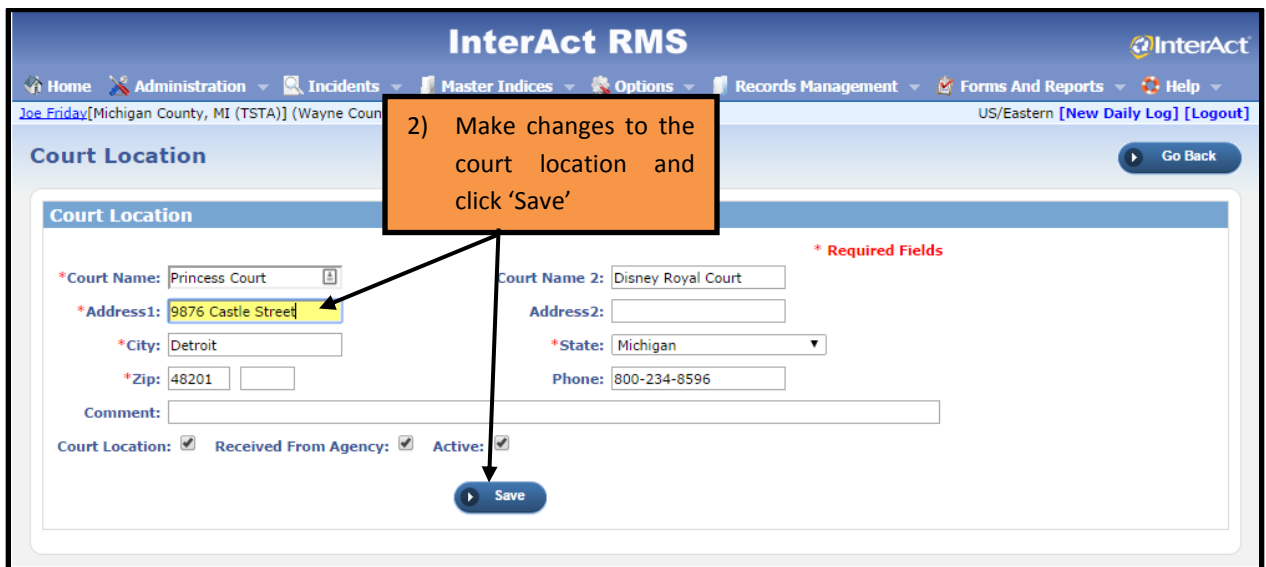 InterAct RMS
@InterAct
Home Administration Incidents Master Indices Options Records Management Forms And Reports Help
Joe Friday[Michigan County, MI (TSTA)] (Wayne Coun US/Eastern [New Daily Log] [Logout]
2) Make changes to the
court location and
click ‘Save’
Court Location
Go Back
Court Location
* Required Fields
*Court Name: Princess Court Court Name 2: Disney Royal Court
*Address1: 9876 Castle Street Address2:
*City: Detroit *State: Michigan
*Zip: 48201 Phone: 800-234-8596
Comment:
Court Location: Received From Agency: Active:
Save